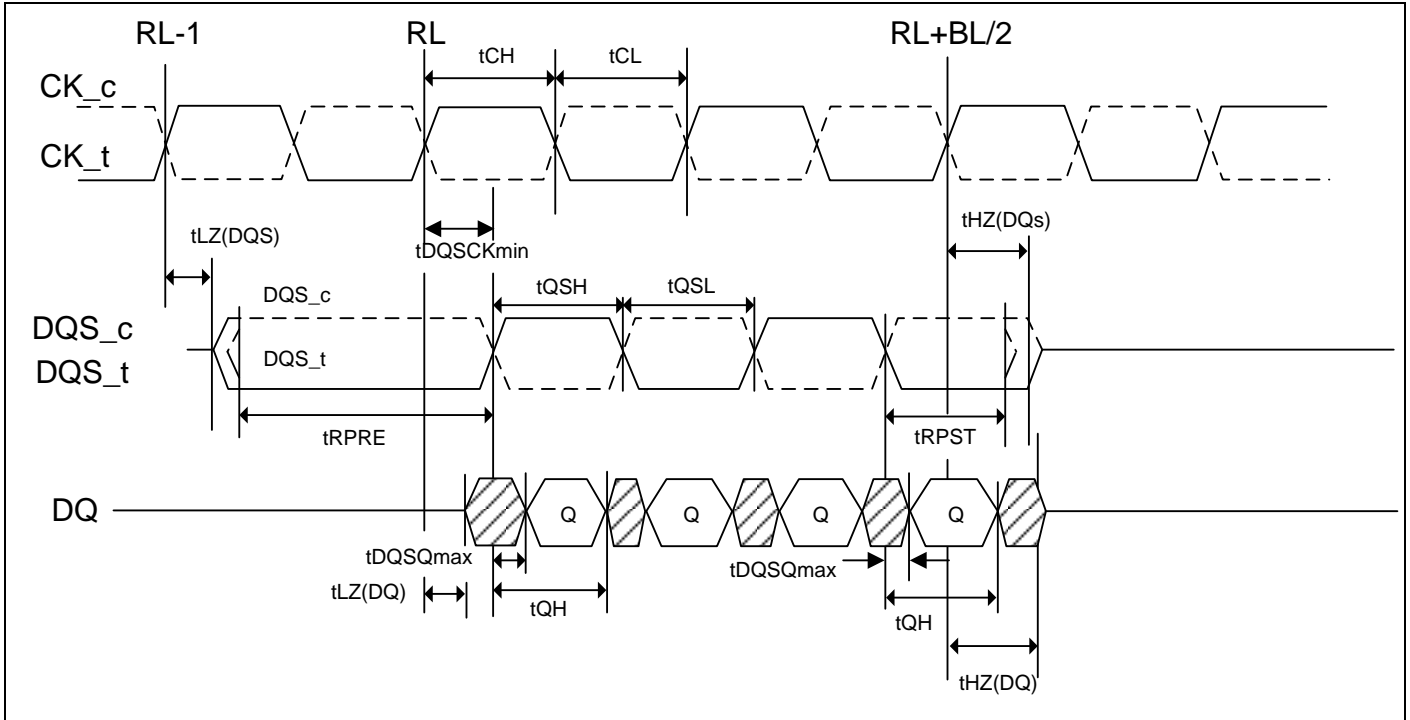 RL-1
RL
RL+BL/2
tCH
tCL
CK_c
CK_t
tLZ(DQS)
tDQSCKmin
tHZ(DQs)
DQS_c
tQSH
tQSL
DQS_c
DQS_t
DQS_t
tRPRE
tRPST
DQ
Q
Q
Q
Q
tDQSQmax
tDQSQmax
tLZ(DQ)
tQH
tQH
tHZ(DQ)